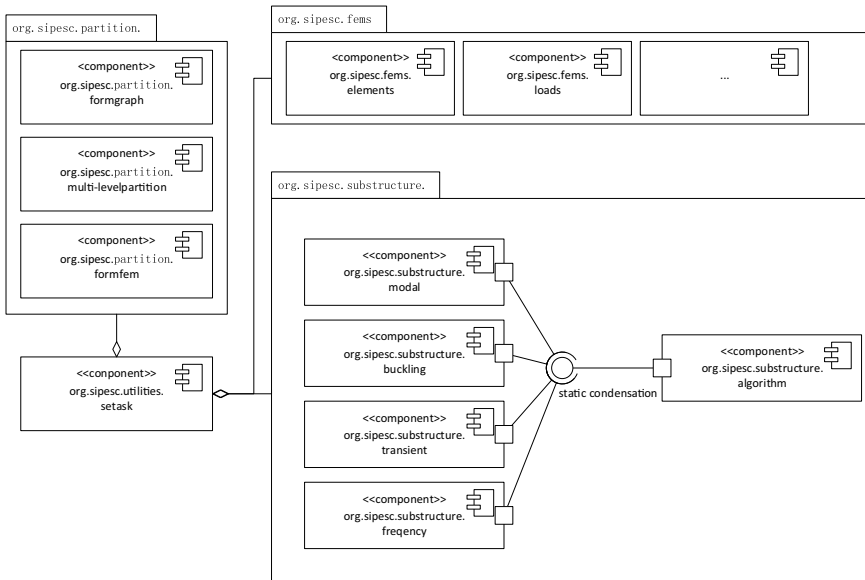 org.sipesc.partition.
<component>>
org.sipesc.partition.
formgraph
<component>>
org.sipesc.partition.
multi-levelpartition
<component>>
org.sipesc.partition.
formfem
<<component>>
org.sipesc.utilities.
setask
org.sipesc.fems
<component>>
org.sipesc.fems.
elements
<component>>
org.sipesc.fems.
loads
...
org.sipesc.substructure.
<<component>>
org.sipesc.substructure.
modal
<<component>>
org.sipesc.substructure.
buckling
<<component>>
org.sipesc.substructure.
transient
<<component>>
org.sipesc.substructure.
freqency
static condensation
<<component>>
org.sipesc.substructure.
algorithm